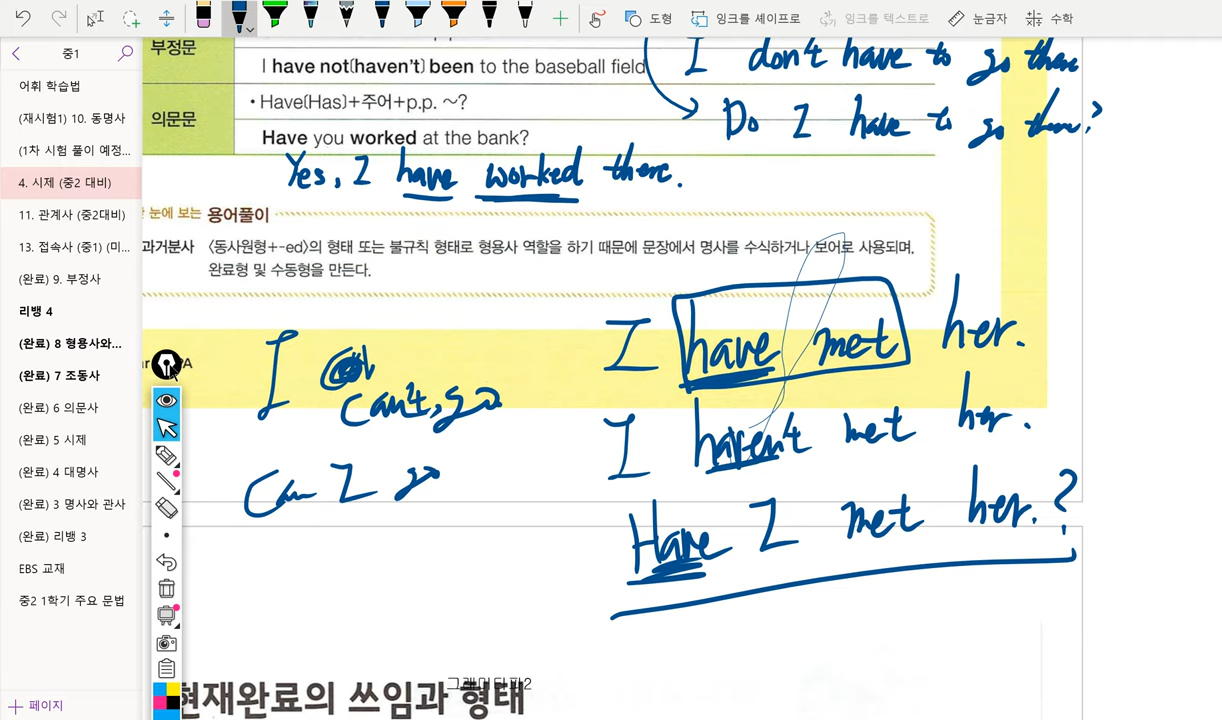 도형
잉크를 셰이프로
잉크를 텍스트로
눈금자
수학
중1
어휘 학습법
(재시험1) 10. 동명사
(1차 시험 풀이 예정...
4. 시제 (중2 대비)
11. 관계사 (중2대비)
13. 접속사 (중1) (미...
(완료) 9. 부정사
리뱅 4
(완료) 8 형용사와...
(완료) 7 조동사
(완료) 6 의문사
(완료) 5 시제
(완료) 4 대명사
(완료) 3 명사와 관사
(완료) 리뱅 3
EBS 교재
중2 1학기 주요 문법
페이지
부정문
I have not(haven't) been to the baseball field
의문문
• Have(Has)+주어+p.p. ~?
Have you worked at the bank?
I don't have to go there
Do I have to go there?
Yes, I have worked there.
눈에 보는 용어풀이
과거분사 〈동사원형+-ed〉의 형태 또는 불규칙 형태로 형용사 역할을 하기 때문에 문장에서 명사를 수식하거나 보어로 사용되며,
완료형 및 수동형을 만든다.
I can't go
Can I go
I have met her.
I haven't met her.
Have I met her.?
현재완료의 쓰임과 형태
그래머타파2